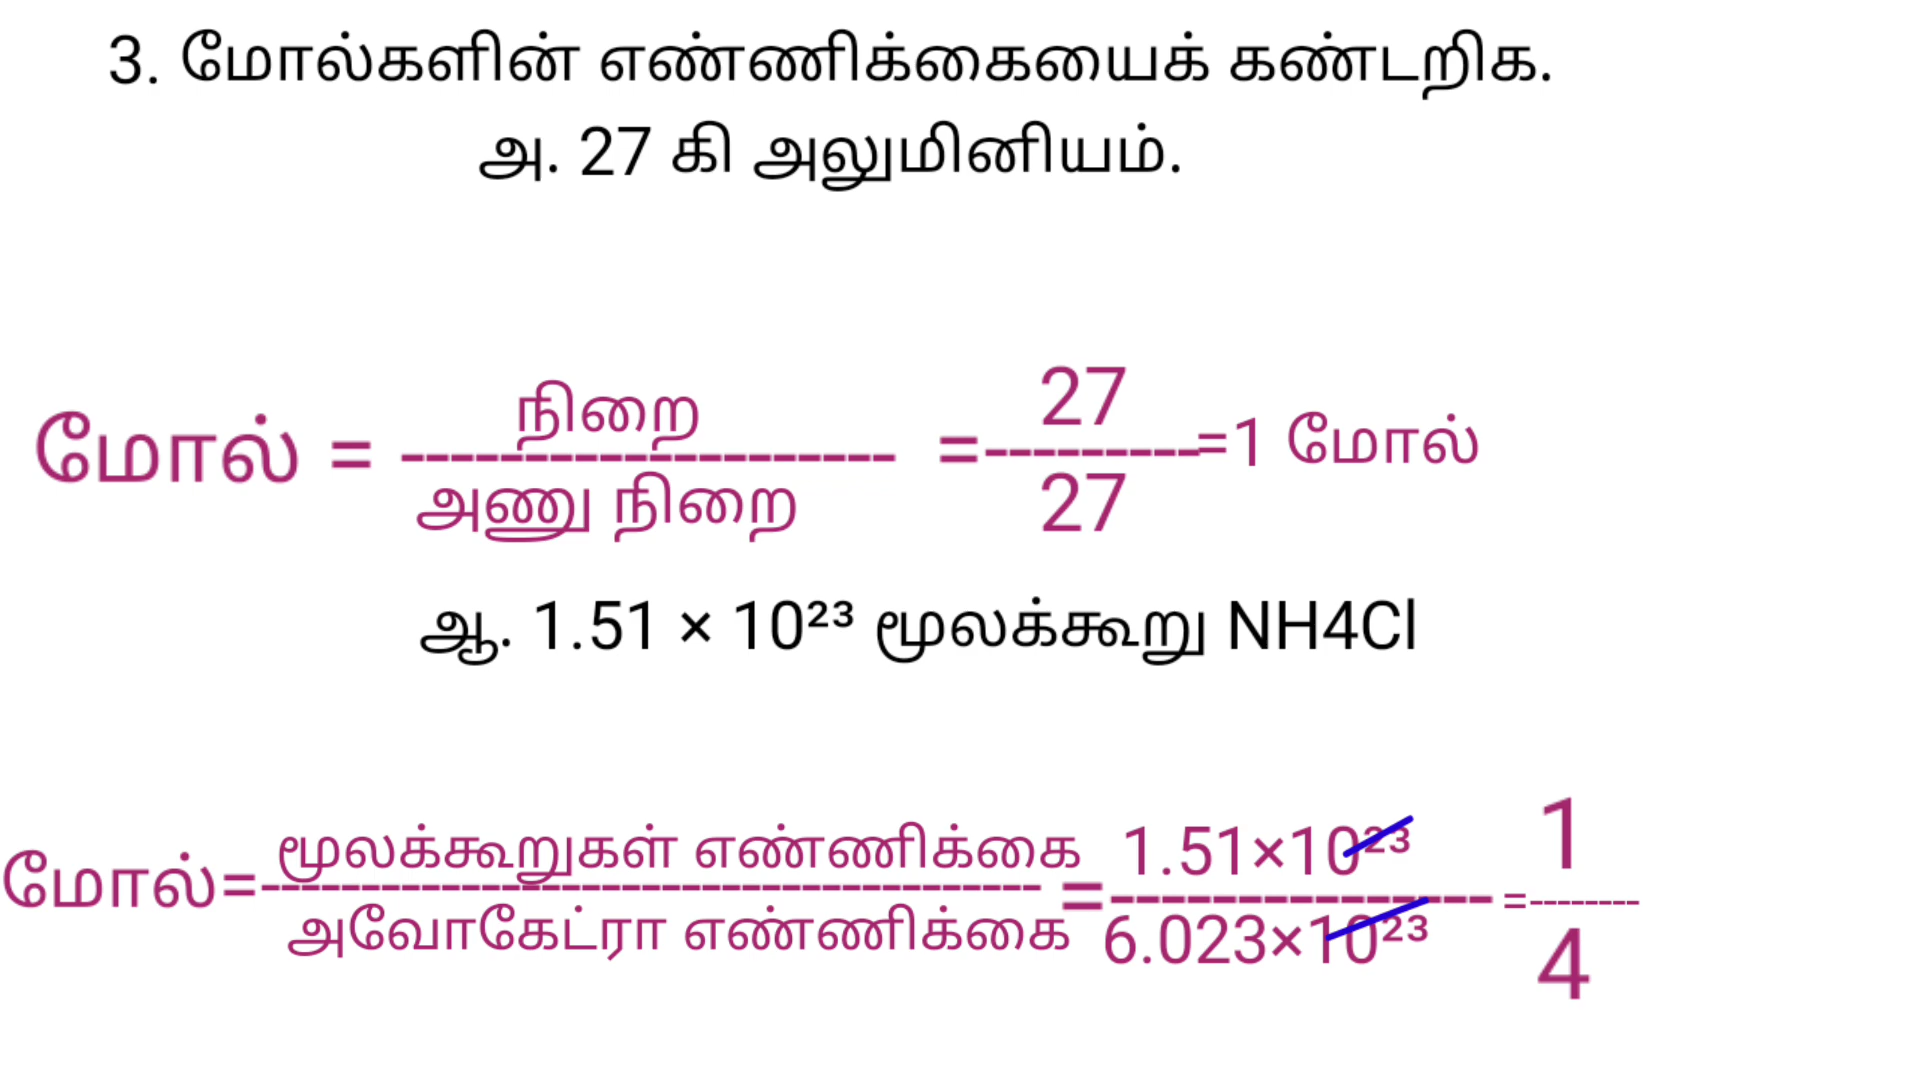 3. மோல்களின் எண்ணிக்கையைக் கண்டறிக.
அ. 27 கி அலுமினியம்.
நிறை 27
மோல் = -------------------- =---------=1 மோல்
அணு நிறை 27
ஆ. 1.51 × 10²³ மூலக்கூறு NH4Cl
மூலக்கூறுகள் எண்ணிக்கை 1.51×10²³ 1
மோல்=---------------------------------------=----------------=--------
அவோகேட்ரா எண்ணிக்கை 6.023×10²³ 4